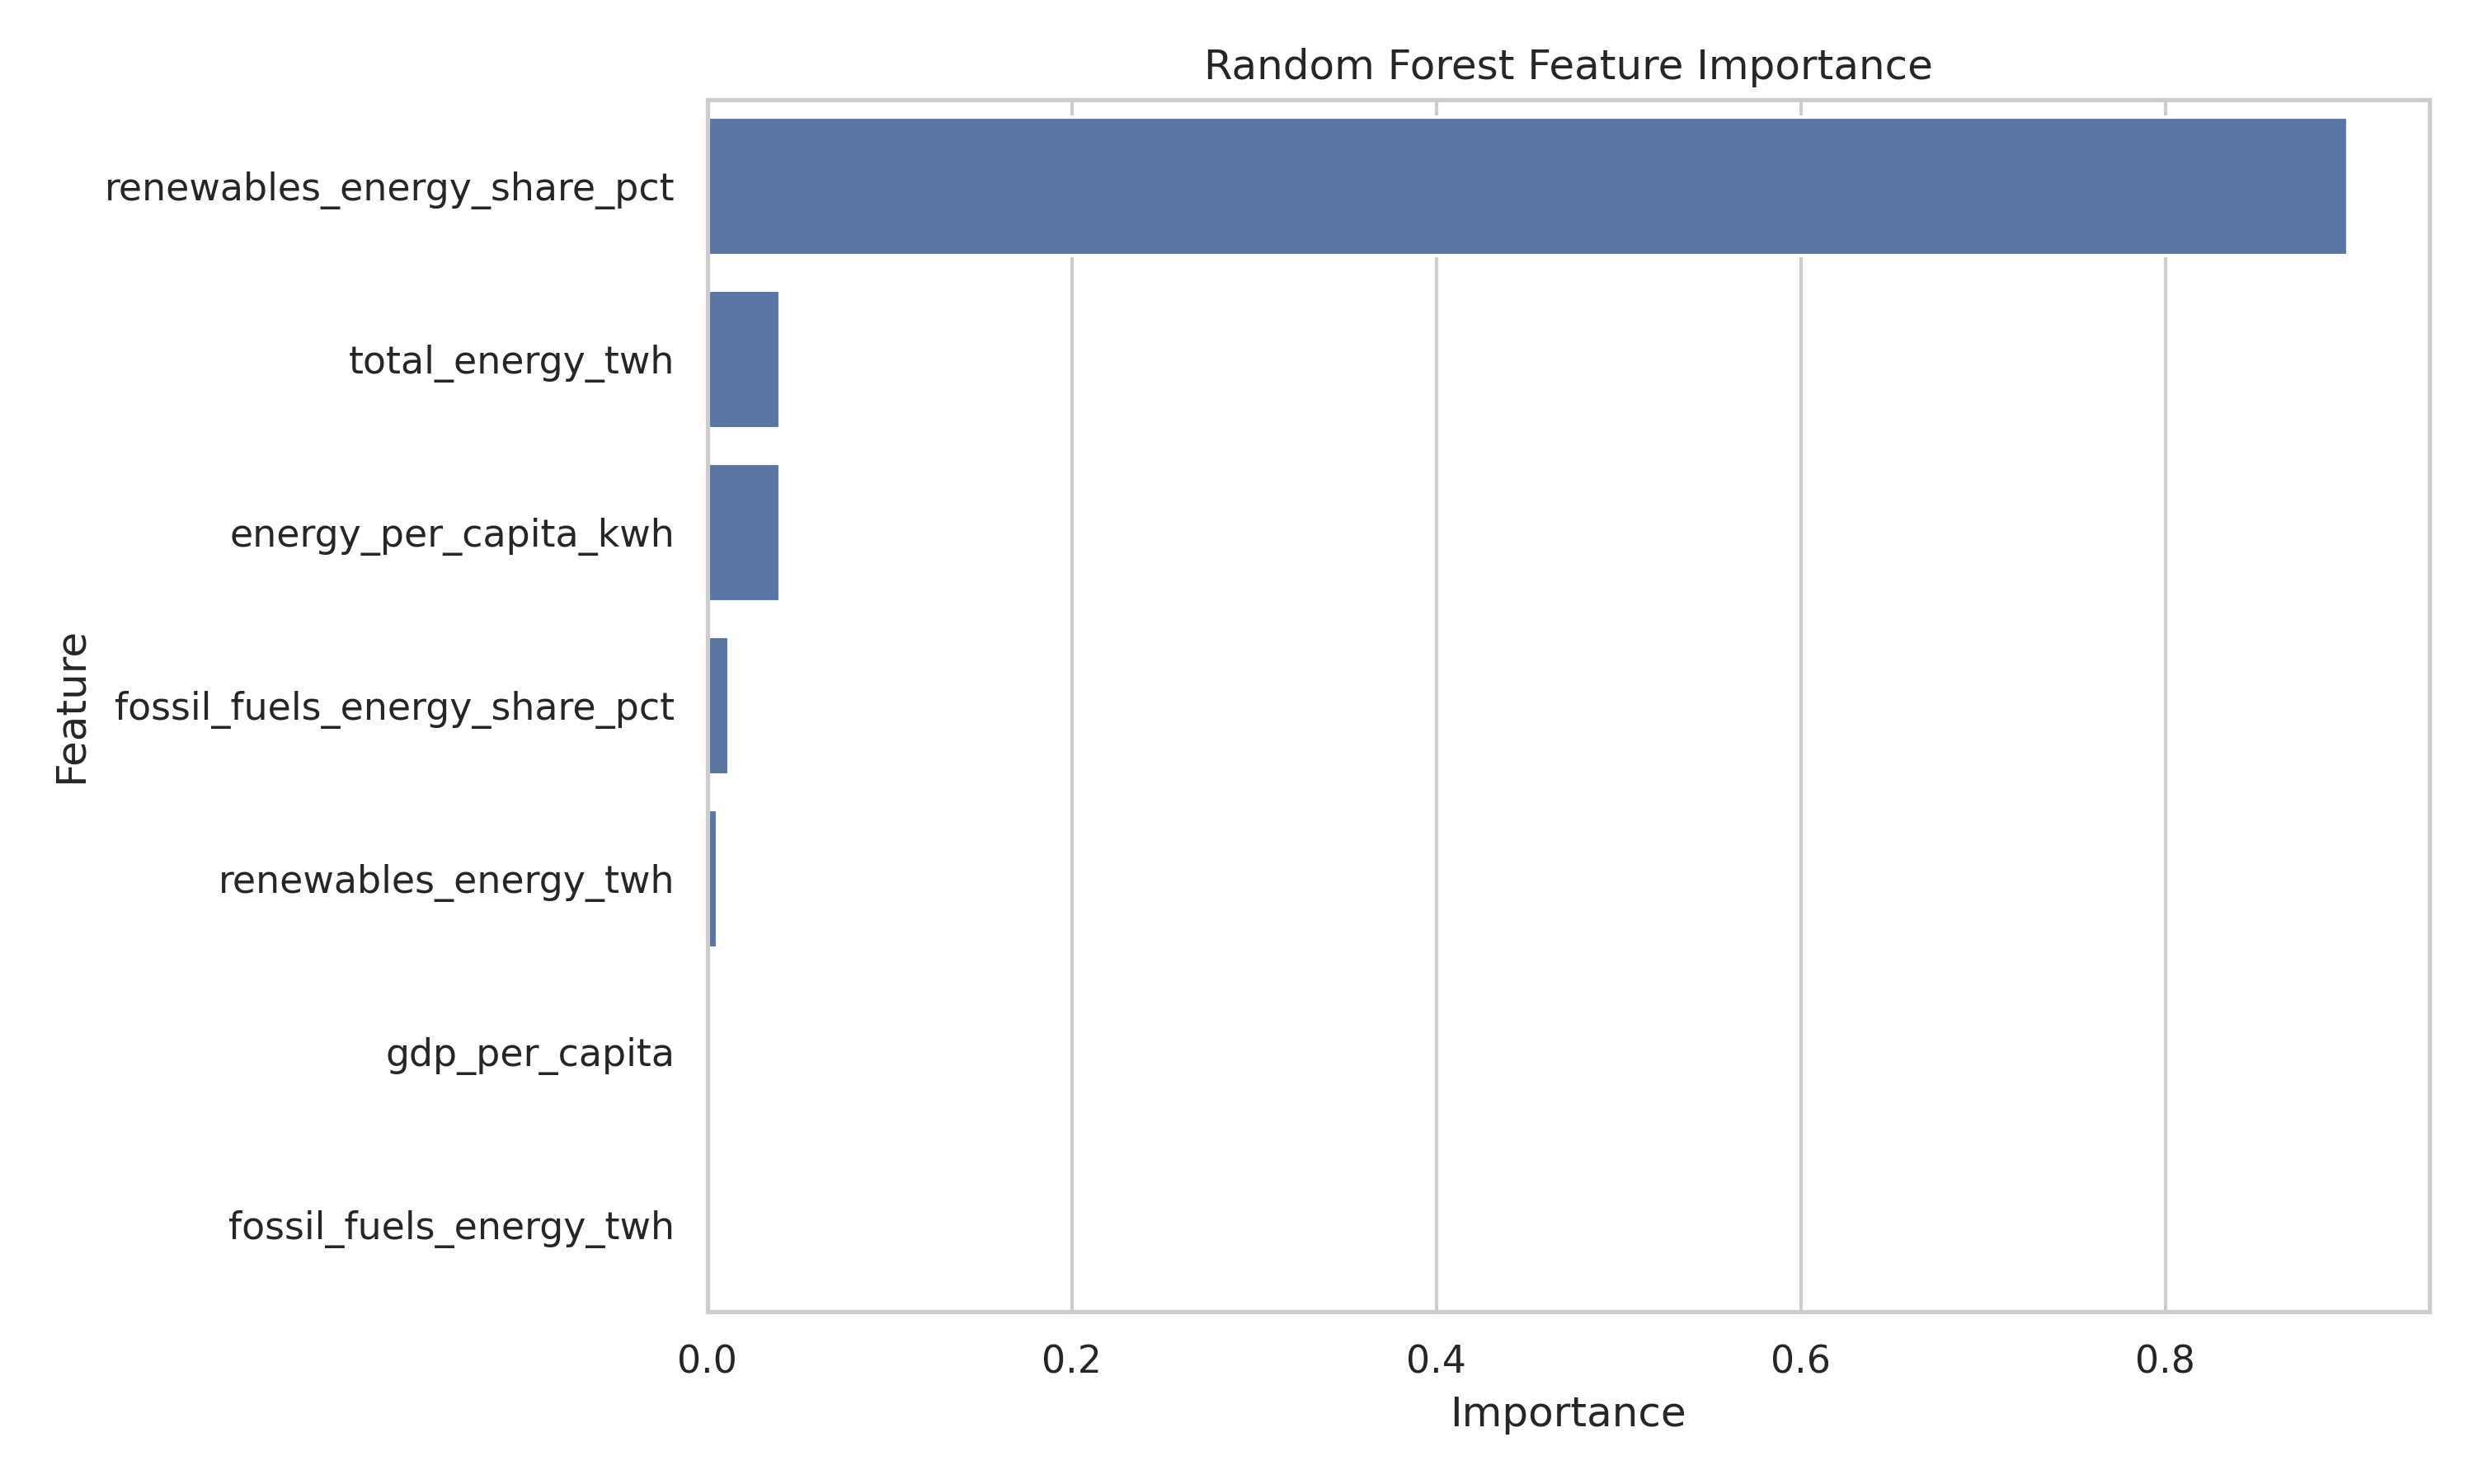 Random Forest Feature Importance
renewables_energy_share_pct
total_energy_twh
energy_per_capita_kwh
fossil_fuels_energy_share_pct
renewables_energy_twh
gdp_per_capita
fossil_fuels_energy_twh
Feature
0.0 0.2 0.4 0.6 0.8
Importance